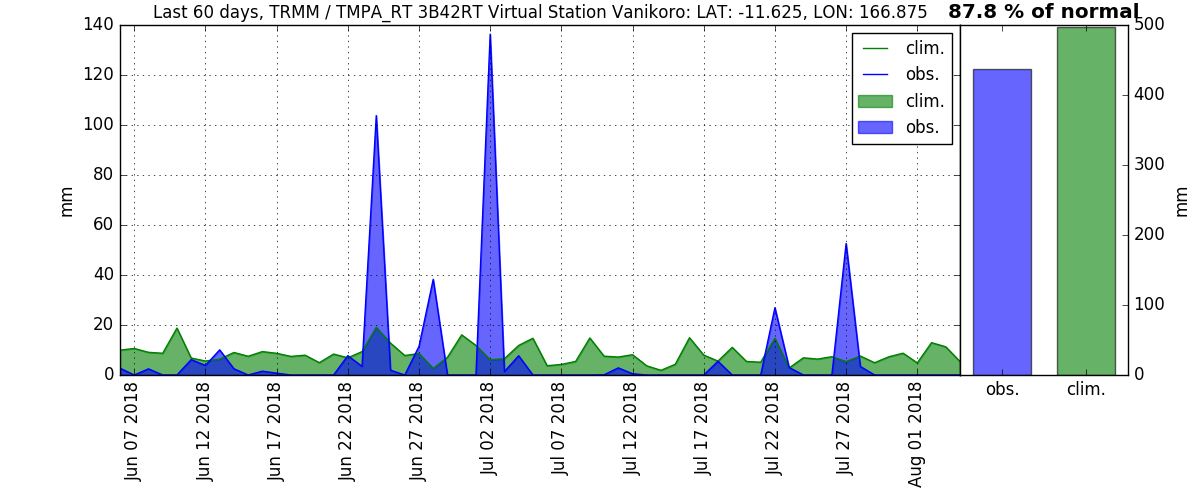 Last 60 days, TRMM / TMPA_RT 3B42RT Virtual Station Vanikoro: LAT: -11.625, LON: 166.875
87.8 % of normal
140
120
100
80
60
40
20
0
mm
clim.
obs.
clim.
obs.
500
400
300
200
100
0
mm
Jun 07 2018
Jun 12 2018
Jun 17 2018
Jun 22 2018
Jun 27 2018
Jul 02 2018
Jul 07 2018
Jul 12 2018
Jul 17 2018
Jul 22 2018
Jul 27 2018
Aug 01 2018
obs.
clim.